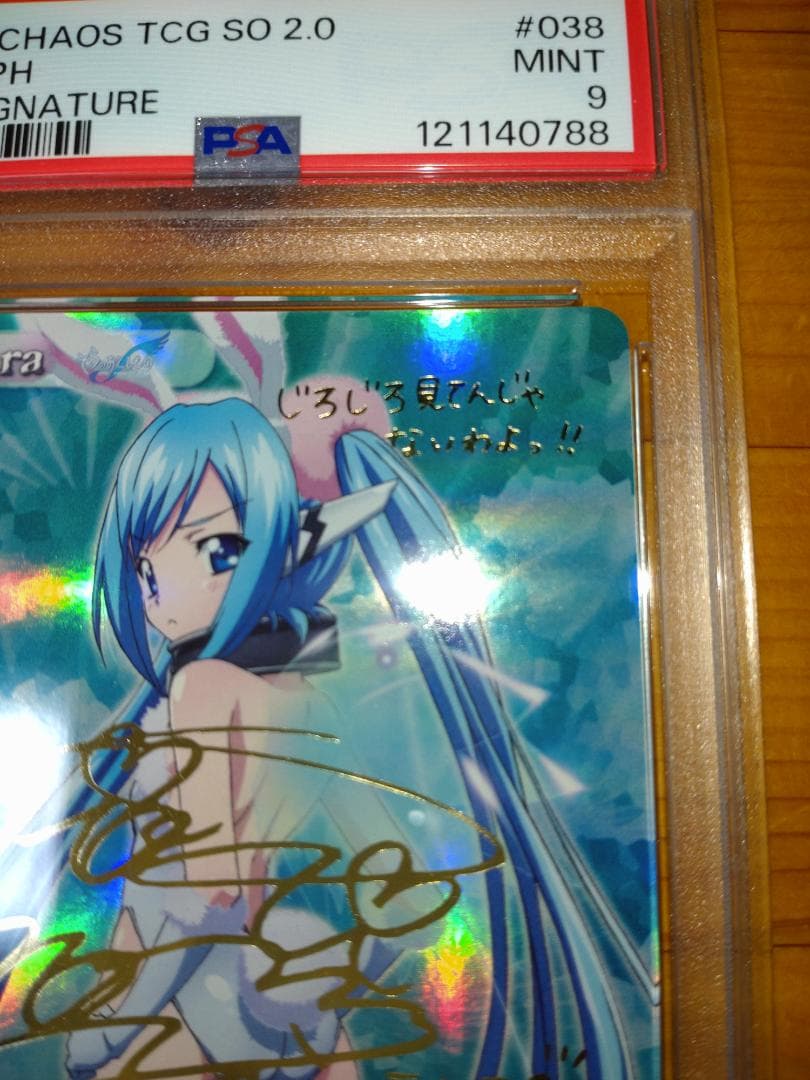 CHAOS TCG SO 2.0
#038
PH
MINT
GNATURE
9
PSA
121140788
ra
じろじろ見てんじゃ
ないわよっ!!